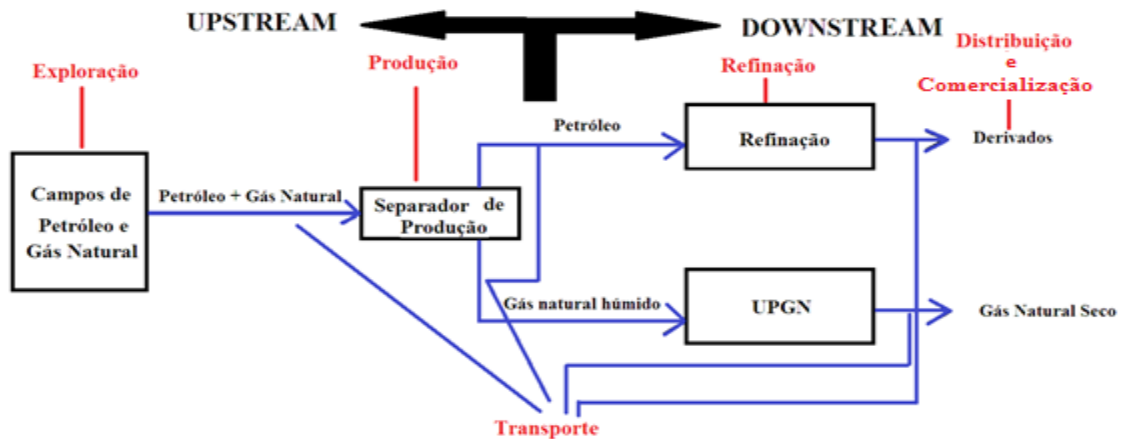 UPSTREAM
DOWNSTREAM
Exploração
Produção
Refinação
Distribuição
e
Comercialização
Campos de
Petróleo e
Gás Natural
Petróleo + Gás Natural
Separador de
Produção
Petróleo
Refinação
Derivados
Gás natural húmido
UPGN
Gás Natural Seco
Transporte